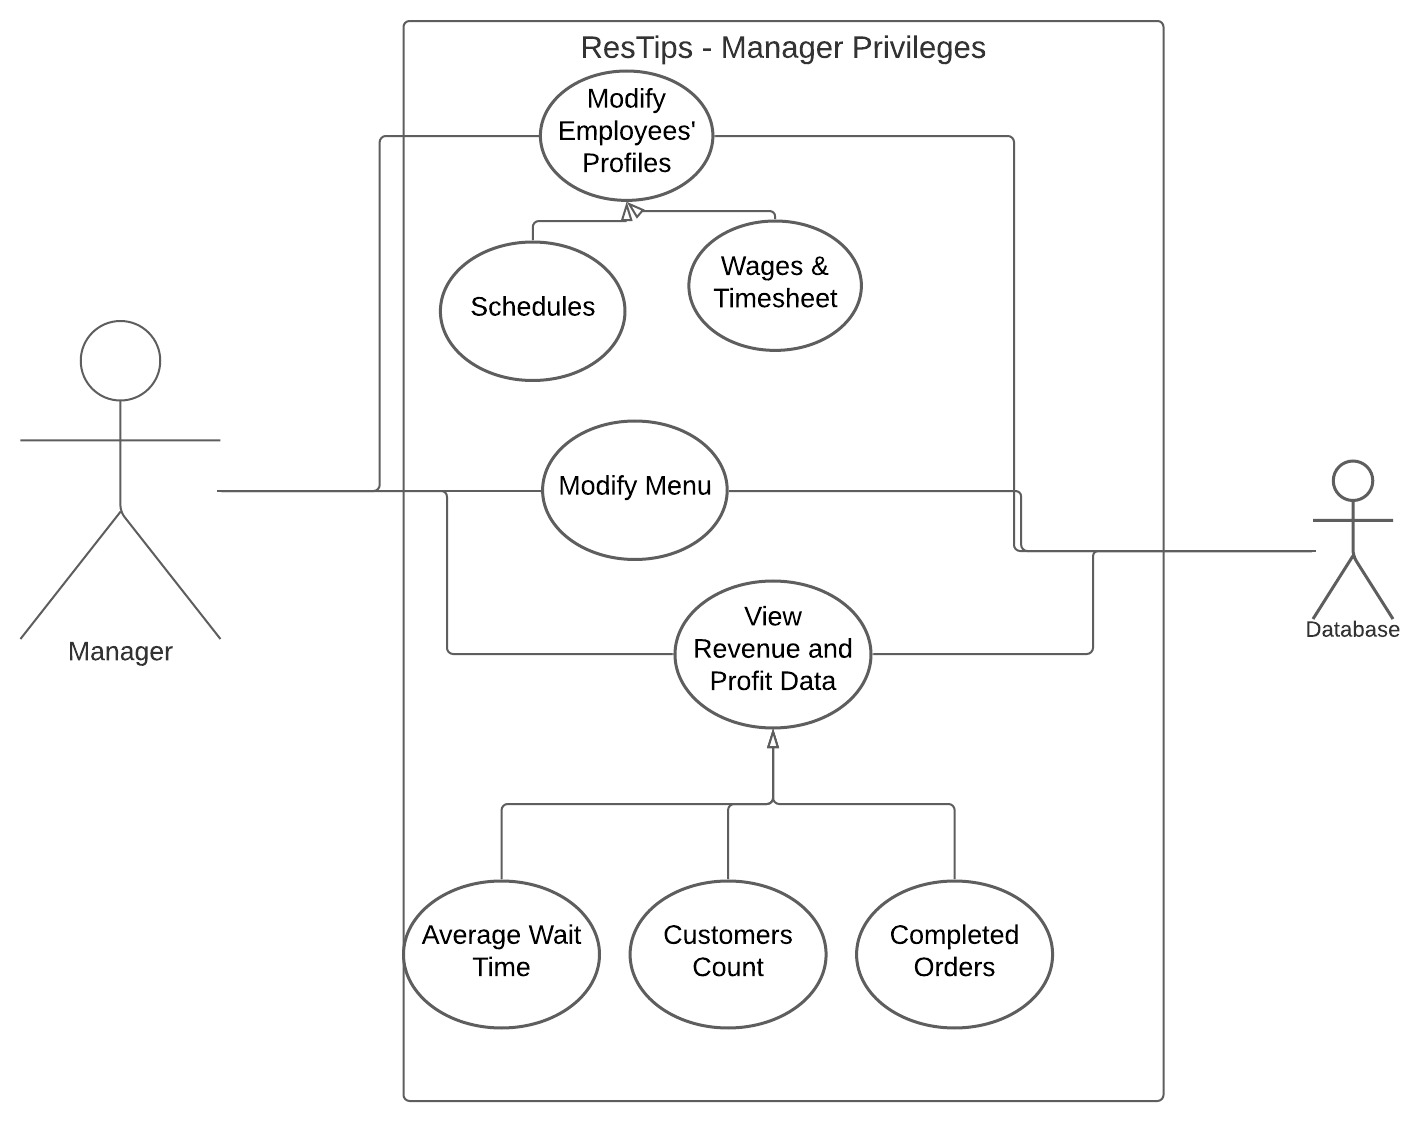 ResTips - Manager Privileges
Modify
Employees'
Profiles
Schedules
Wages &
Timesheet
Modify Menu
View
Revenue and
Profit Data
Manager
Database
Average Wait
Time
Customers
Count
Completed
Orders